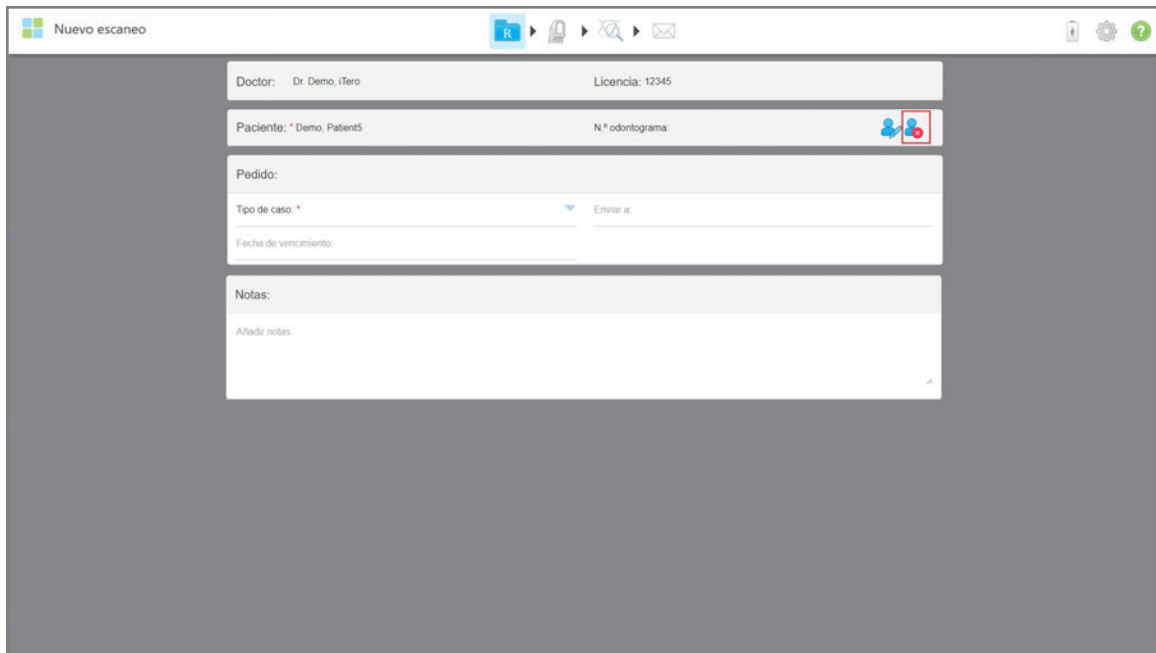 Nuevo escaneo
R
?
Doctor: Dr. Demo, iTero Licencia: 12345
Paciente: * Demo, Patient5 N.º odontograma:
Pedido:
Tipo de caso: * Enviar a:
Fecha de vencimiento:
Notas:
Añadir notas